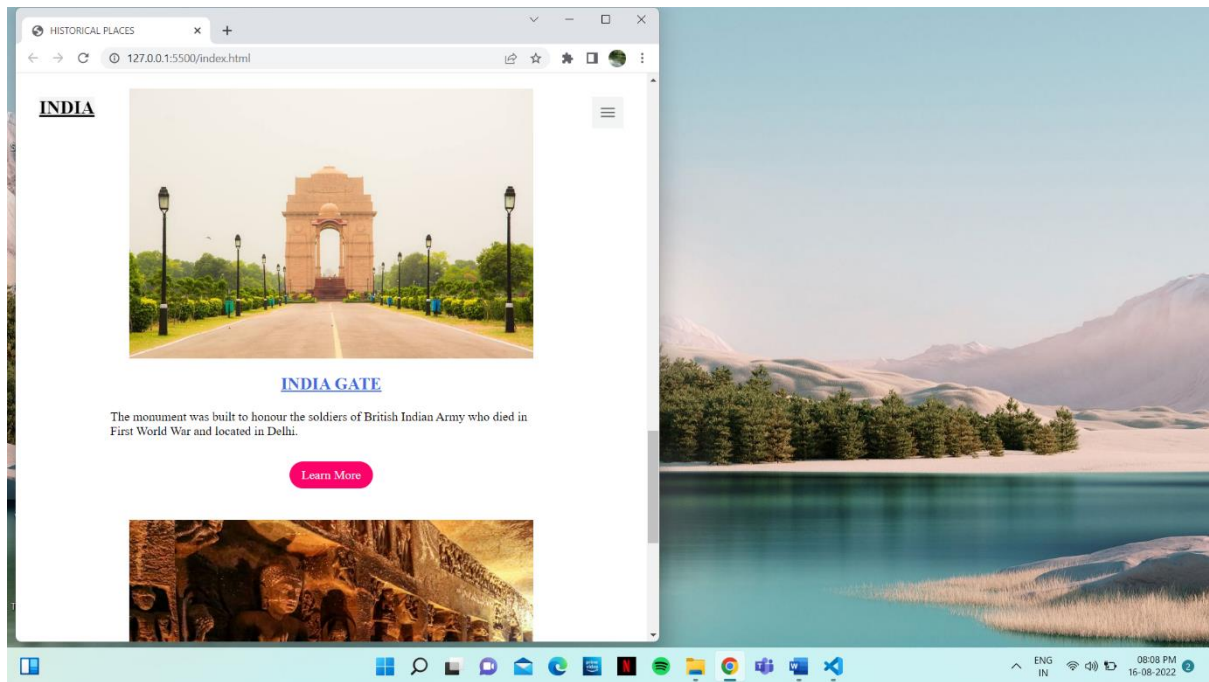 HISTORICAL PLACES
127.0.0.1:5500/index.html
INDIA
INDIA GATE
The monument was built to honour the soldiers of British Indian Army who died in
First World War and located in Delhi.
Learn More
ENG
IN
08:08 PM
16-08-2022
2